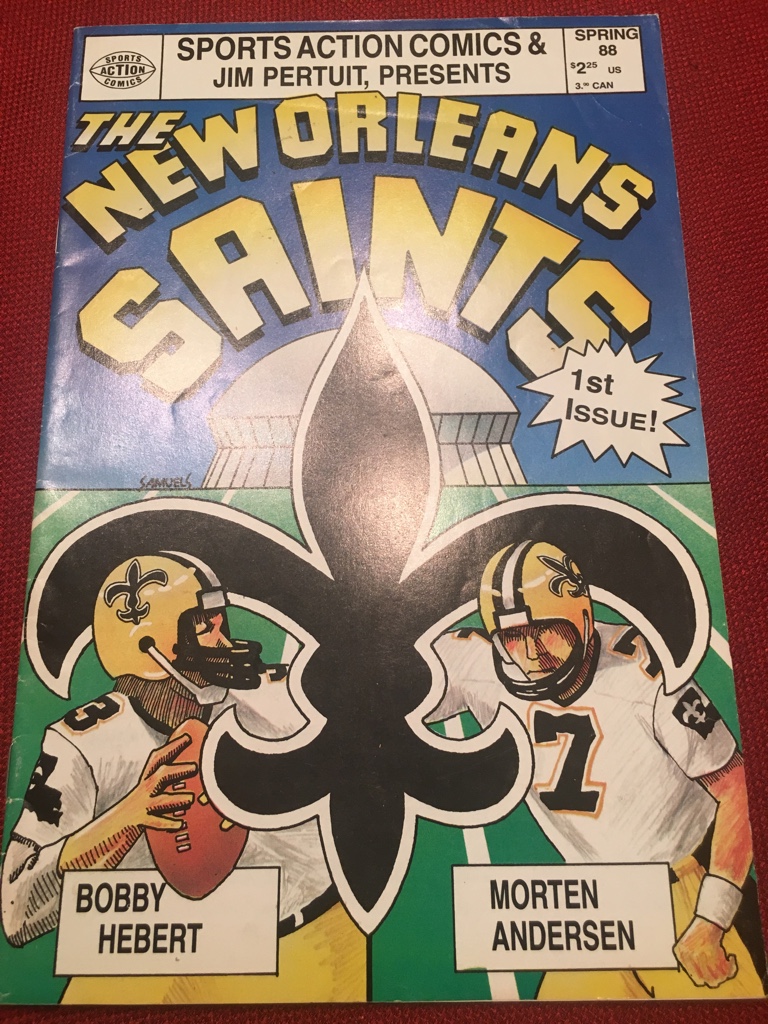 SPORTS
ACTION
COMICS
SPORTS ACTION COMICS &
JIM PERTUIT, PRESENTS
SPRING
88
$2.25 US
3.00 CAN
THE
NEW ORLEANS
SAINTS
1st
ISSUE!
SAMUELS
3
7
7
BOBBY
HEBERT
MORTEN
ANDERSEN